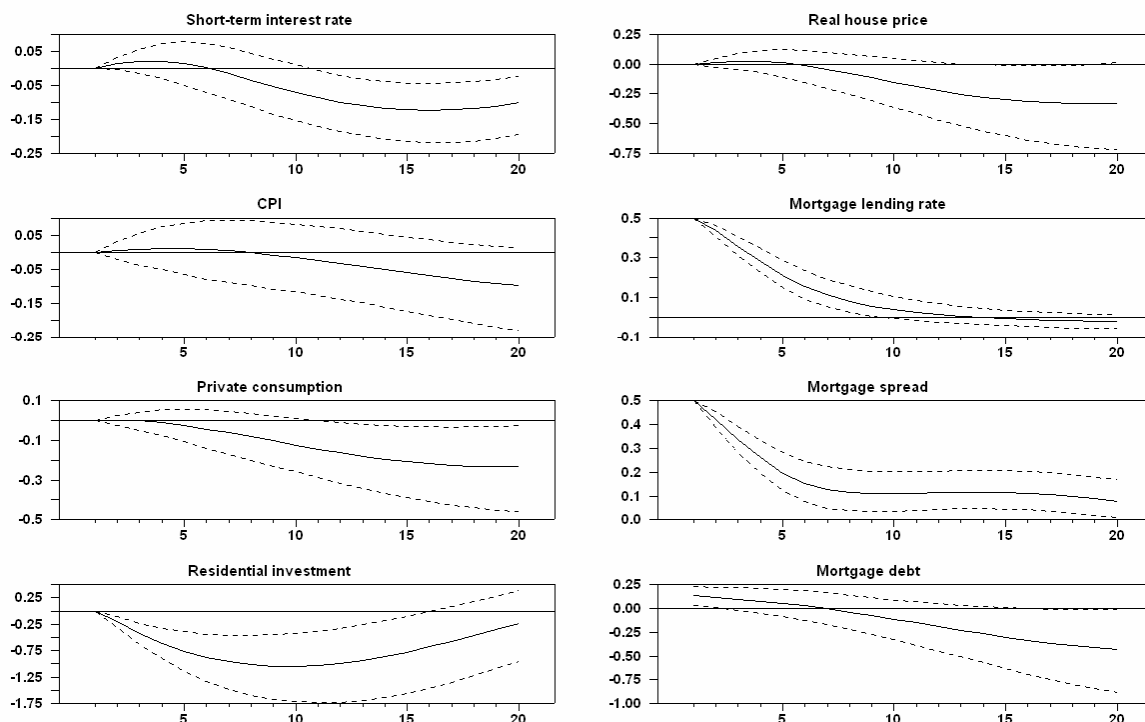 Short-term interest rate
0.05
-0.05
-0.15
-0.25
5 10 15 20
Real house price
0.25
0.00
-0.25
-0.50
-0.75
5 10 15 20
CPI
0.05
-0.05
-0.15
-0.25
5 10 15 20
Mortgage lending rate
0.5
0.3
0.1
-0.1
5 10 15 20
Private consumption
0.1
-0.1
-0.3
-0.5
5 10 15 20
Mortgage spread
0.5
0.4
0.3
0.2
0.1
0.0
5 10 15 20
Residential investment
0.25
-0.25
-0.75
-1.25
-1.75
5 10 15 20
Mortgage debt
0.25
0.00
-0.25
-0.50
-0.75
-1.00
5 10 15 20